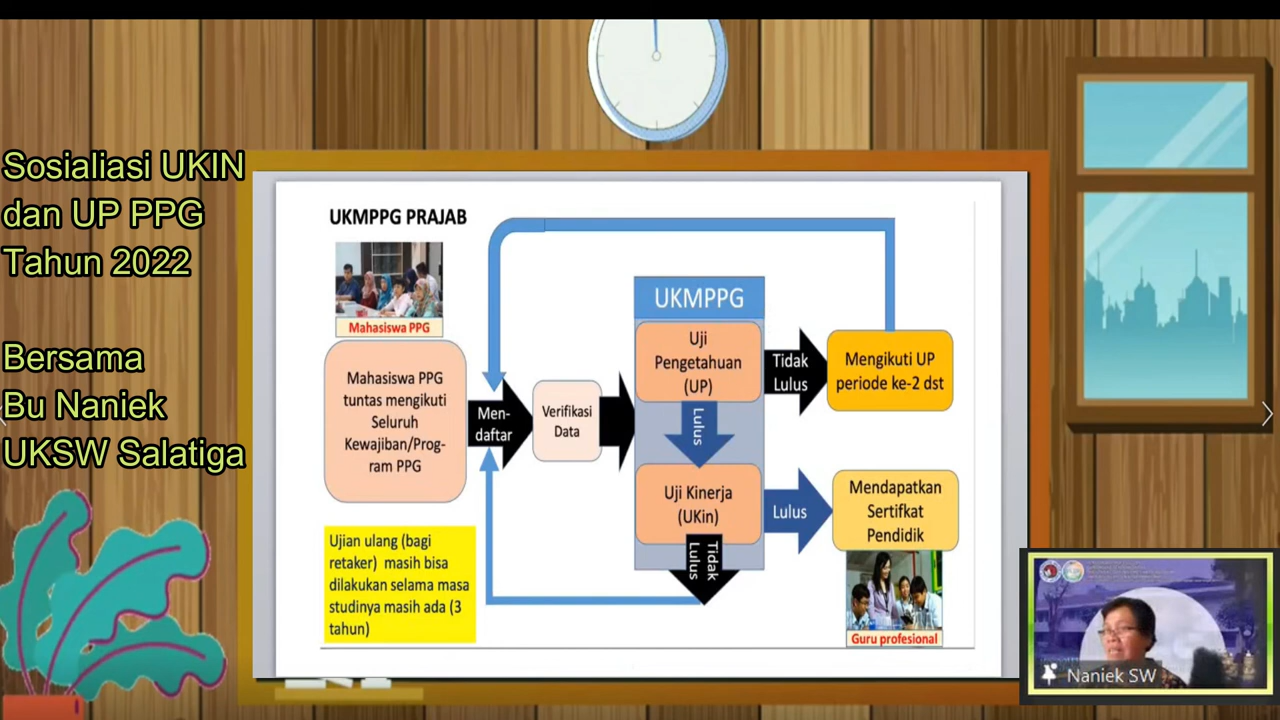 Sosialiasi UKIN
dan UP PPG
Tahun 2022
Bersama
Bu Naniek
UKSW Salatiga
UKMPPG PRAJAB
Mahasiswa PPG
Mahasiswa PPG
tuntas mengikuti
Seluruh
Kewajiban/Prog-
ram PPG
Men-
daftar
Verifikasi
Data
UKMPPG
Uji
Pengetahuan
(UP)
Tidak
Lulus
Mengikuti UP
periode ke-2 dst
Lulus
Uji Kinerja
(UKin)
Lulus
Mendapatkan
Sertifkat
Pendidik
Tidak
Lulus
Guru profesional
Ujian ulang (bagi
retaker) masih bisa
dilakukan selama masa
studinya masih ada (3
tahun)
Naniek SW